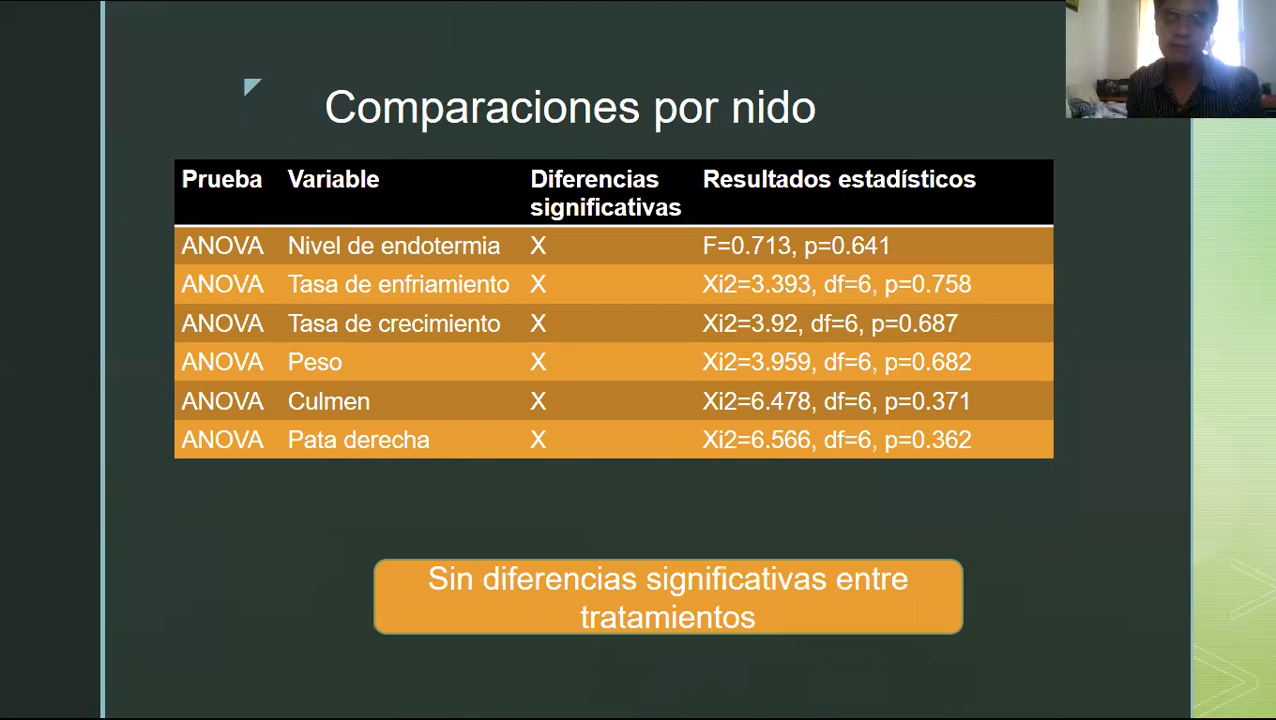 Comparaciones por nido
Prueba Variable Diferencias significativas Resultados estadísticos
ANOVA Nivel de endotermia X F=0.713, p=0.641
ANOVA Tasa de enfriamiento X Xi2=3.393, df=6, p=0.758
ANOVA Tasa de crecimiento X Xi2=3.92, df=6, p=0.687
ANOVA Peso X Xi2=3.959, df=6, p=0.682
ANOVA Culmen X Xi2=6.478, df=6, p=0.371
ANOVA Pata derecha X Xi2=6.566, df=6, p=0.362
Sin diferencias significativas entre
tratamientos